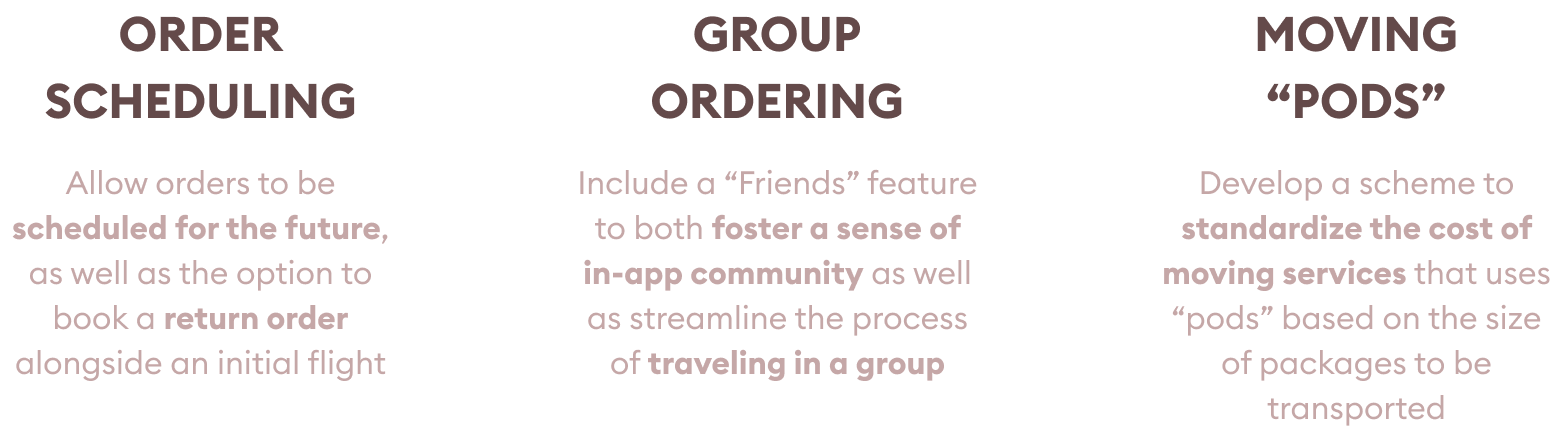 ORDER
SCHEDULING
Allow orders to be
scheduled for the future,
as well as the option to
book a return order
alongside an initial flight
GROUP
ORDERING
Include a “Friends” feature
to both foster a sense of
in-app community as well
as streamline the process
of traveling in a group
MOVING
“PODS”
Develop a scheme to
standardize the cost of
moving services that uses
“pods” based on the size
of packages to be
transported